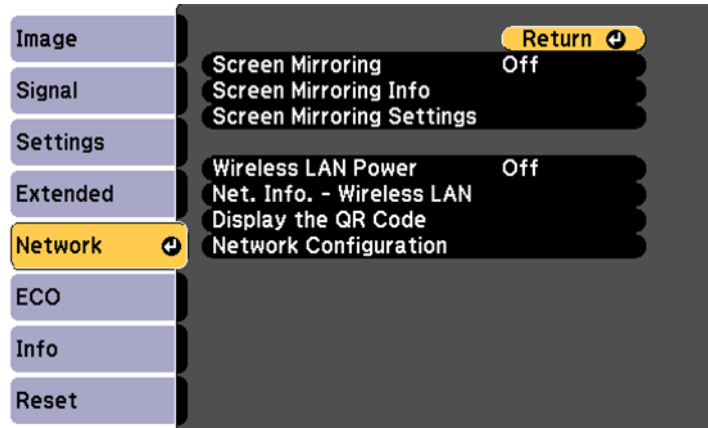 Image
Signal
Settings
Extended
Network
ECO
Info
Reset
Return
Screen Mirroring Off
Screen Mirroring Info
Screen Mirroring Settings
Wireless LAN Power Off
Net. Info. - Wireless LAN
Display the QR Code
Network Configuration